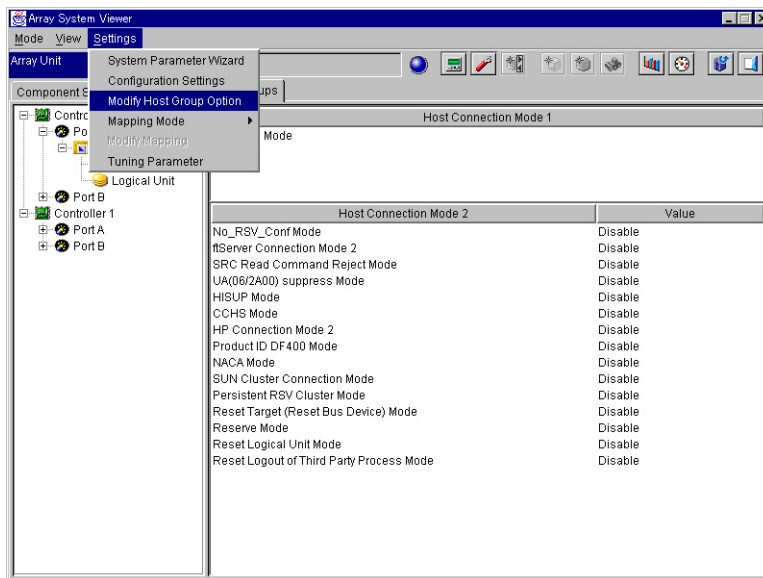 Array System Viewer
Mode View Settings
Array Unit
System Parameter Wizard
Configuration Settings
Modify Host Group Option
Mapping Mode
Modify Mapping
Tuning Parameter
Component S
ups
Contro
Po
Logical Unit
Port B
Controller 1
Port A
Port B
Host Connection Mode 1
Mode
Host Connection Mode 2 Value
No_RSV_Conf Mode Disable
ftServer Connection Mode 2 Disable
SRC Read Command Reject Mode Disable
UA(06/2A00) suppress Mode Disable
HISUP Mode Disable
CCHS Mode Disable
HP Connection Mode 2 Disable
Product ID DF400 Mode Disable
NACA Mode Disable
SUN Cluster Connection Mode Disable
Persistent RSV Cluster Mode Disable
Reset Target (Reset Bus Device) Mode Disable
Reserve Mode Disable
Reset Logical Unit Mode Disable
Reset Logout of Third Party Process Mode Disable